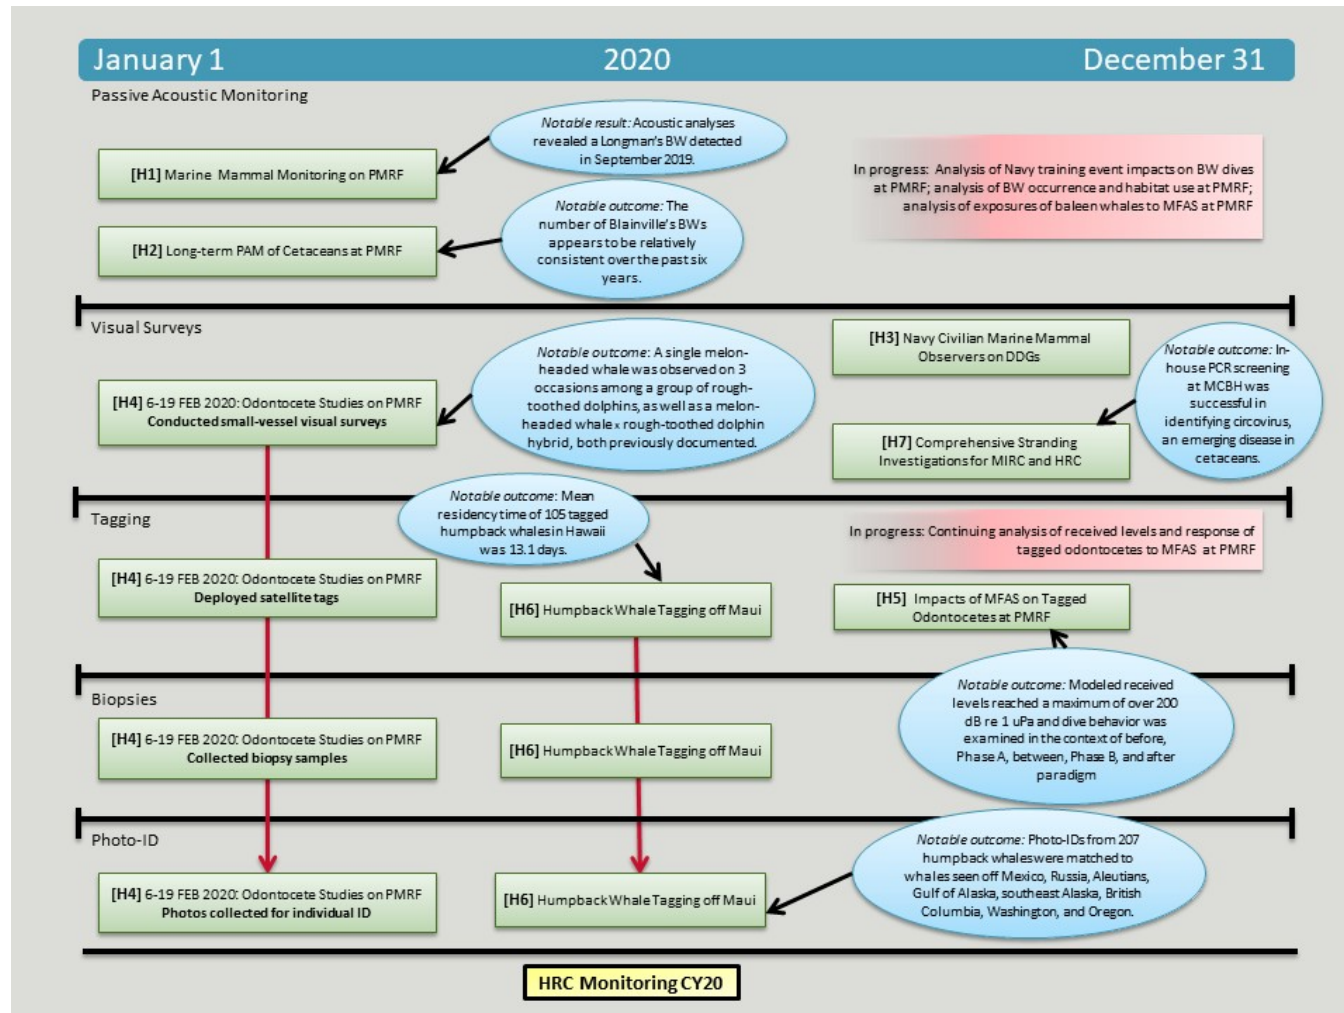 January 1
2020
December 31
Passive Acoustic Monitoring
[H1] Marine Mammal Monitoring on PMRF
Notable result: Acoustic analyses
revealed a Longman's BW detected
in September 2019.
In progress: Analysis of Navy training event impacts on BW dives
at PMRF; analysis of BW occurrence and habitat use at PMRF;
analysis of exposures of baleen whales to MFAS at PMRF
[H2] Long-term PAM of Cetaceans at PMRF
Notable outcome: The
number of Blainville's BWs
appears to be relatively
consistent over the past six
years.
Visual Surveys
[H4] 6-19 FEB 2020: Odontocete Studies on PMRF
Conducted small-vessel visual surveys
Notable outcome: A single melon-
headed whale was observed on 3
occasions among a group of rough-
toothed dolphins, as well as a melon-
headed whale x rough-toothed dolphin
hybrid, both previously documented.
[H3] Navy Civilian Marine Mammal
Observers on DDGs
[H7] Comprehensive Stranding
Investigations for MIRC and HRC
Notable outcome: In-
house PCR screening
at MCBH was
successful in
identifying circovirus,
an emerging disease in
cetaceans.
Tagging
[H4] 6-19 FEB 2020: Odontocete Studies on PMRF
Deployed satellite tags
Notable outcome: Mean
residency time of 105 tagged
humpback whales in Hawaii
was 13.1 days.
[H6] Humpback Whale Tagging off Maui
In progress: Continuing analysis of received levels and response of
tagged odontocetes to MFAS at PMRF
[H5] Impacts of MFAS on Tagged
Odontocetes at PMRF
Biopsies
[H4] 6-19 FEB 2020: Odontocete Studies on PMRF
Collected biopsy samples
[H6] Humpback Whale Tagging off Maui
Notable outcome: Modeled received
levels reached a maximum of over 200
dB re 1 uPa and dive behavior was
examined in the context of before,
Phase A, between, Phase B, and after
paradigm
Photo-ID
[H4] 6-19 FEB 2020: Odontocete Studies on PMRF
Photos collected for individual ID
[H6] Humpback Whale Tagging off Maui
Notable outcome: Photo-IDs from 207
humpback whales were matched to
whales seen off Mexico, Russia, Aleutians,
Gulf of Alaska, southeast Alaska, British
Columbia, Washington, and Oregon.
HRC Monitoring CY20